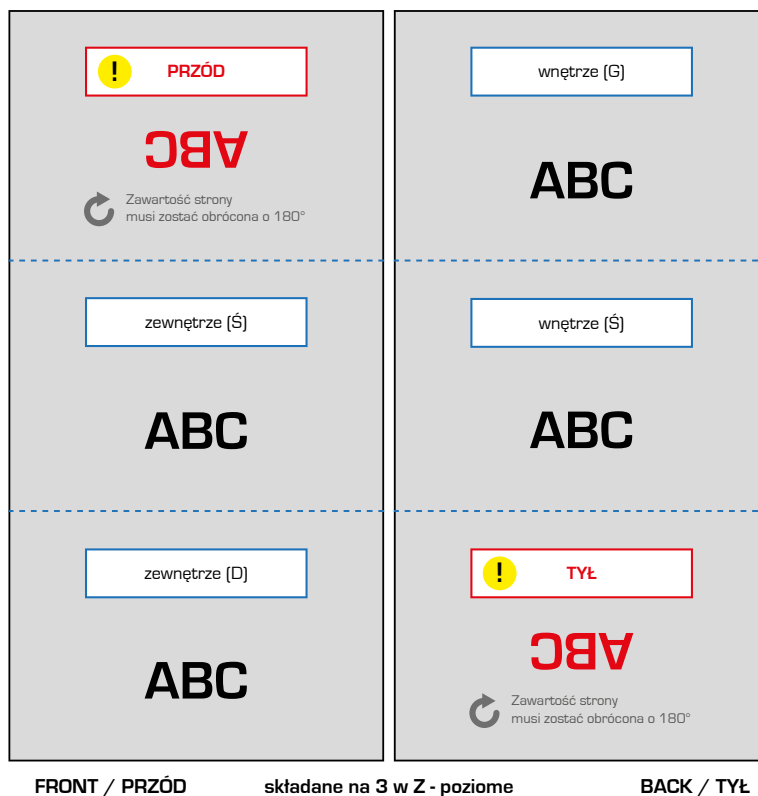 ! PRZÓD
ABC
Zawartość strony
musi zostać obrócona o 180°
zewnętrze (Ś)
ABC
zewnętrze (D)
ABC
wnętrze (G)
ABC
wnętrze (Ś)
ABC
! TYŁ
ABC
Zawartość strony
musi zostać obrócona o 180°
FRONT / PRZÓD
składane na 3 w Z - poziome
BACK / TYŁ